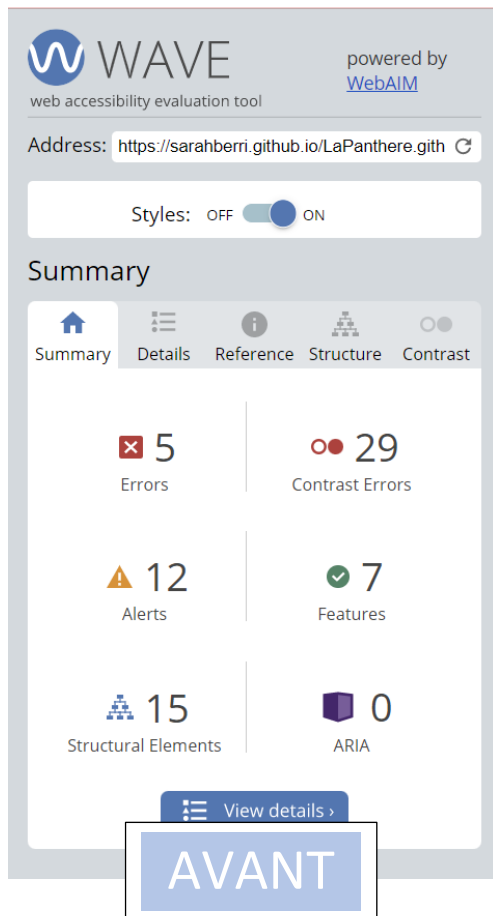 WAVE
powered by
WebAIM
web accessibility evaluation tool
Address: https://sarahberri.github.io/LaPanthere.gith
Styles: OFF ON
Summary
Summary Details Reference Structure Contrast
5 29
Errors Contrast Errors
12 7
Alerts Features
15 0
Structural Elements ARIA
View details ›
AVANT